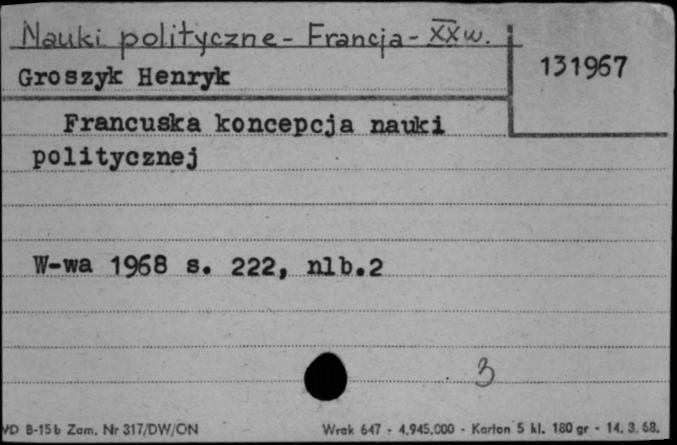 Nauki polityczne - Francja - XX w.
131967
Groszyk Henryk
Francuska koncepcja nauki
politycznej
W-wa 1968 s. 222, nlb.2
3
WD B-15b Zam. Nr 317/DW/ON Wrak 647 - 4.945.000 - Karton 5 kl. 180 gr - 14. 3. 68.